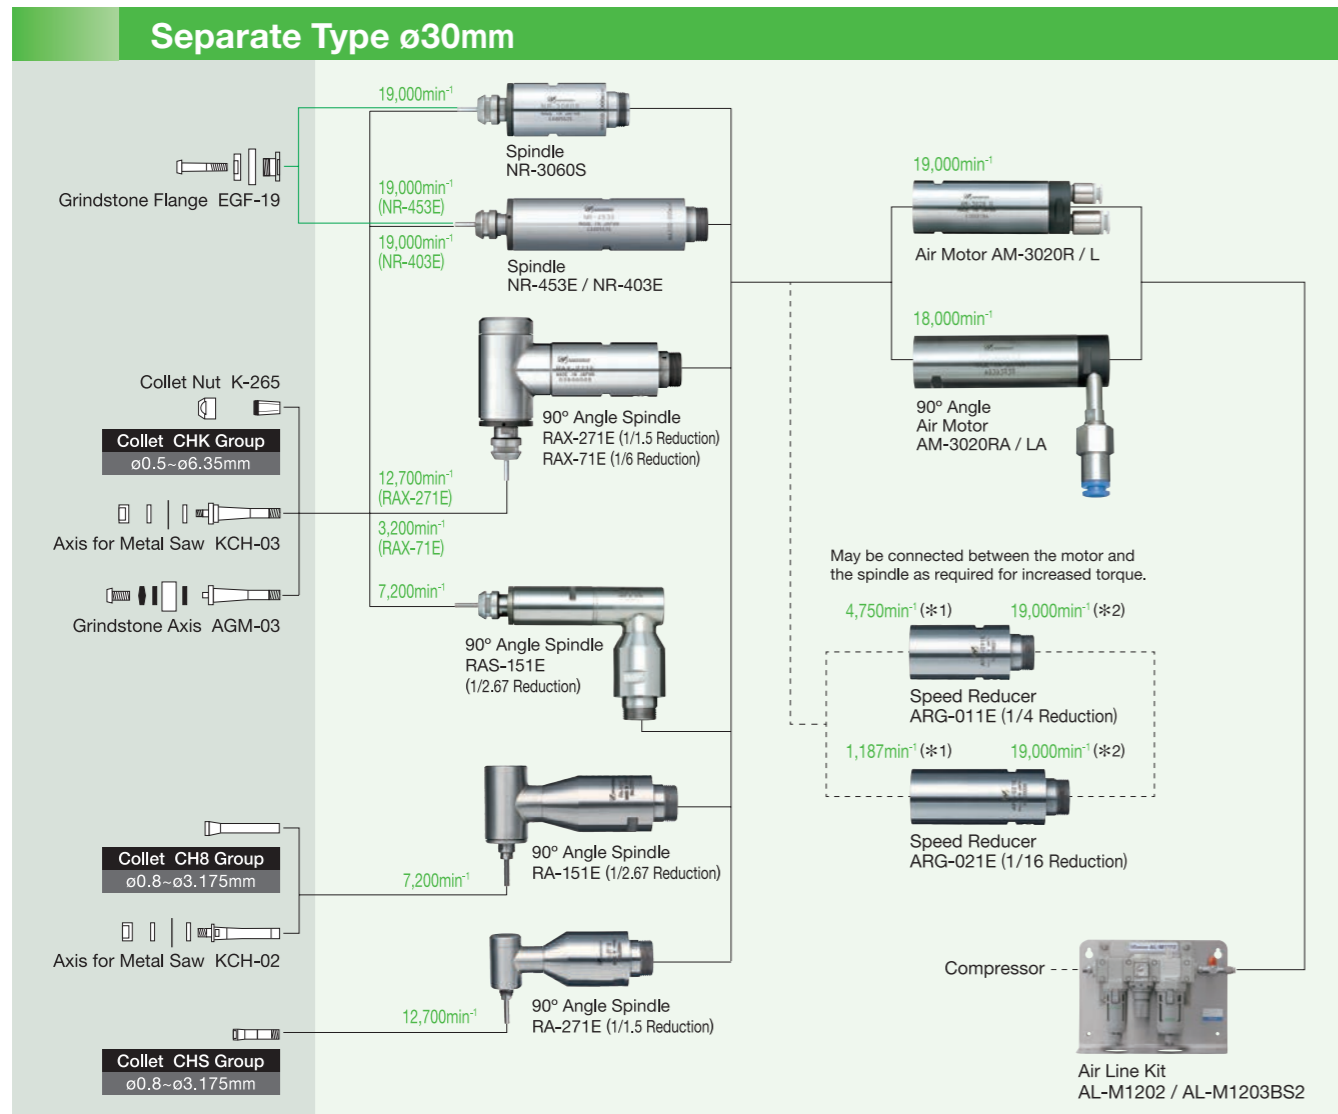 Separate Type ø30mm
19,000min⁻¹
Spindle
NR-3060S
Grindstone Flange EGF-19
19,000min⁻¹
(NR-453E)
19,000min⁻¹
(NR-403E)
Spindle
NR-453E / NR-403E
19,000min⁻¹
Air Motor AM-3020R / L
18,000min⁻¹
90º Angle
Air Motor
AM-3020RA / LA
Collet Nut K-265
Collet CHK Group
ø0.5~ø6.35mm
90º Angle Spindle
RAX-271E (1/1.5 Reduction)
RAX-71E (1/6 Reduction)
12,700min⁻¹
(RAX-271E)
3,200min⁻¹
(RAX-71E)
Axis for Metal Saw KCH-03
7,200min⁻¹
Grindstone Axis AGM-03
90º Angle Spindle
RAS-151E
(1/2.67 Reduction)
May be connected between the motor and
the spindle as required for increased torque.
4,750min⁻¹ (✻1) 19,000min⁻¹ (✻2)
Speed Reducer
ARG-011E (1/4 Reduction)
1,187min⁻¹ (✻1) 19,000min⁻¹ (✻2)
Speed Reducer
ARG-021E (1/16 Reduction)
Collet CH8 Group
ø0.8~ø3.175mm
7,200min⁻¹
90º Angle Spindle
RA-151E (1/2.67 Reduction)
Axis for Metal Saw KCH-02
12,700min⁻¹
90º Angle Spindle
RA-271E (1/1.5 Reduction)
Collet CHS Group
ø0.8~ø3.175mm
Compressor
Air Line Kit
AL-M1202 / AL-M1203BS2